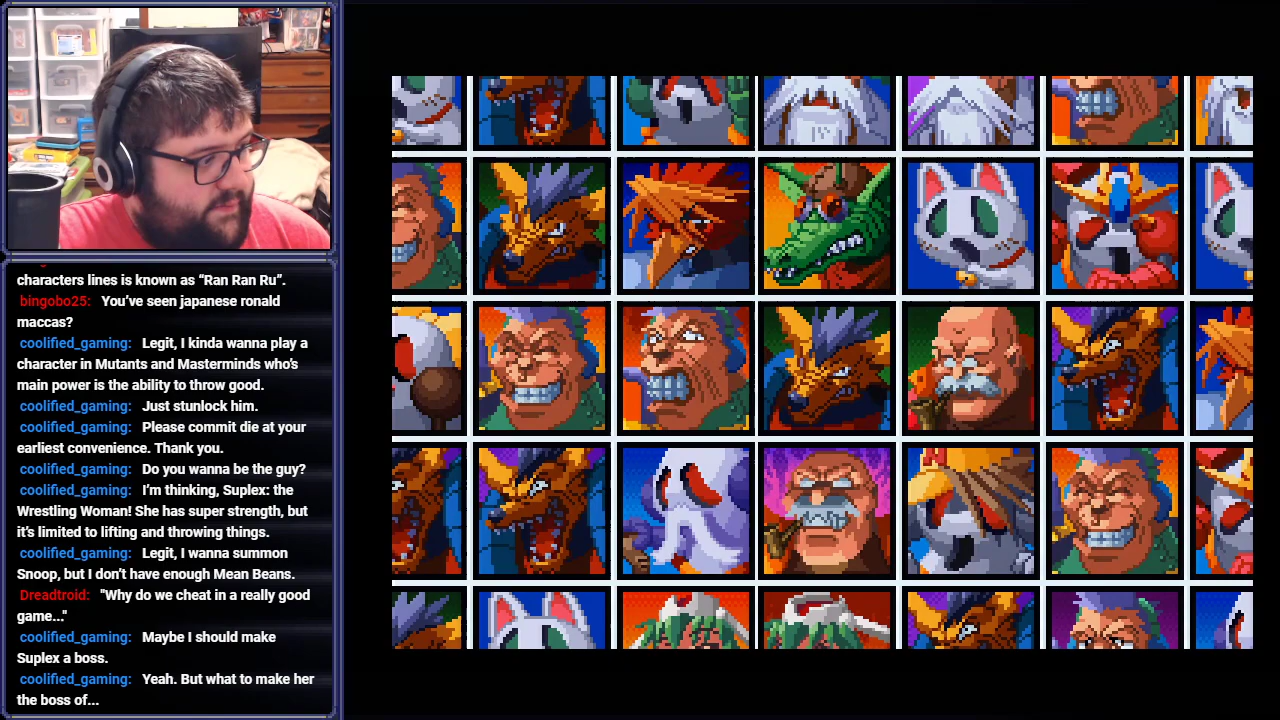 characters lines is known as “Ran Ran Ru”.
bingobo25: You’ve seen japanese ronald
maccas?
coolified_gaming: Legit, I kinda wanna play a
character in Mutants and Masterminds who’s
main power is the ability to throw good.
coolified_gaming: Just stunlock him.
coolified_gaming: Please commit die at your
earliest convenience. Thank you.
coolified_gaming: Do you wanna be the guy?
coolified_gaming: I’m thinking, Suplex: the
Wrestling Woman! She has super strength, but
it’s limited to lifting and throwing things.
coolified_gaming: Legit, I wanna summon
Snoop, but I don’t have enough Mean Beans.
Dreadtroid: "Why do we cheat in a really good
game..."
coolified_gaming: Maybe I should make
Suplex a boss.
coolified_gaming: Yeah. But what to make her
the boss of...